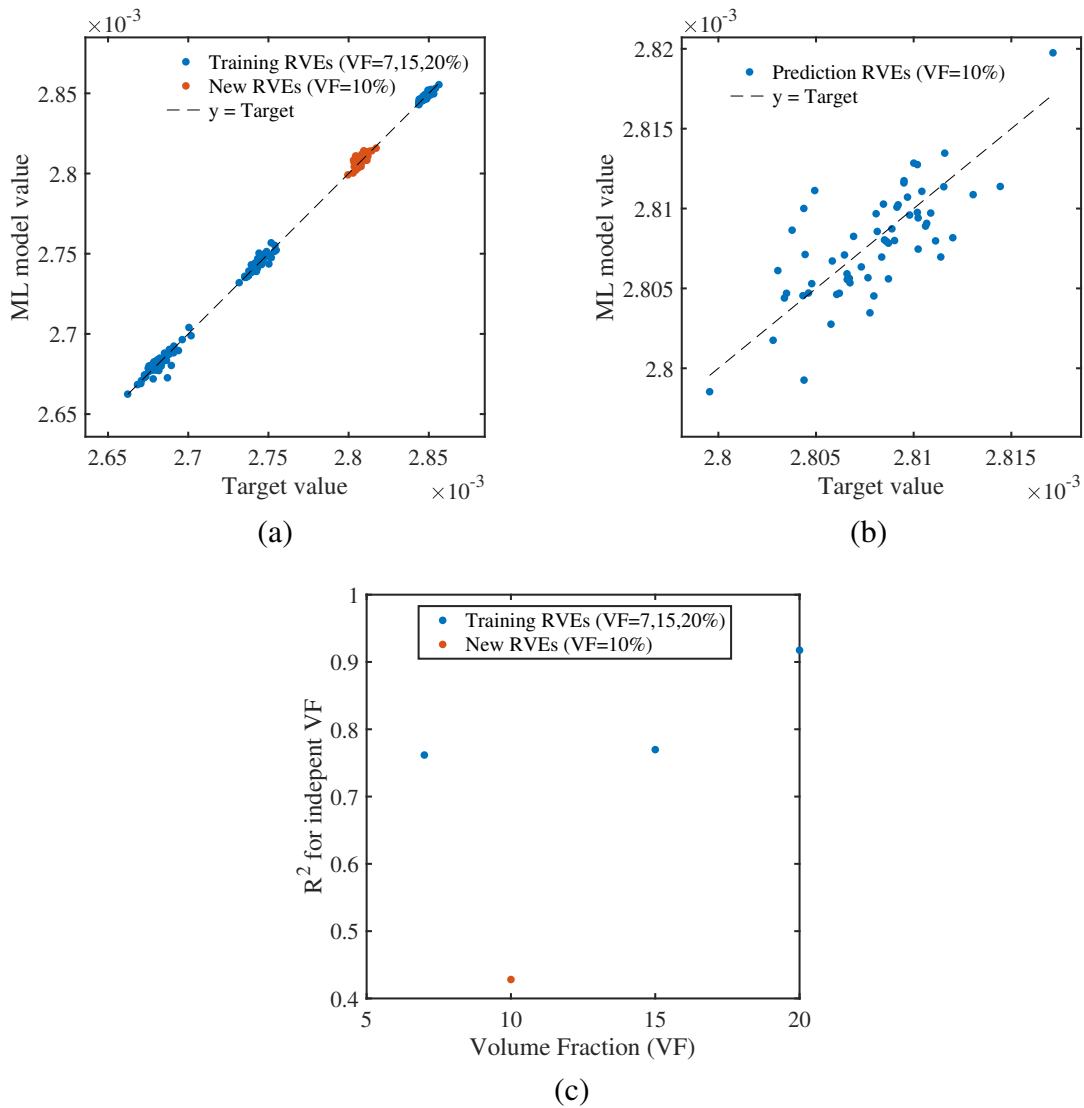 ×10⁻³
Training RVEs (VF=7,15,20%)
New RVEs (VF=10%)
y = Target
2.85
2.8
2.75
2.7
2.65
ML model value
2.65 2.7 2.75 2.8 2.85
Target value
×10⁻³
(a)
×10⁻³
Prediction RVEs (VF=10%)
y = Target
2.82
2.815
2.81
2.805
2.8
ML model value
2.8 2.805 2.81 2.815
Target value
×10⁻³
(b)
Training RVEs (VF=7,15,20%)
New RVEs (VF=10%)
1
0.9
0.8
0.7
0.6
0.5
0.4
R² for indepent VF
5 10 15 20
Volume Fraction (VF)
(c)